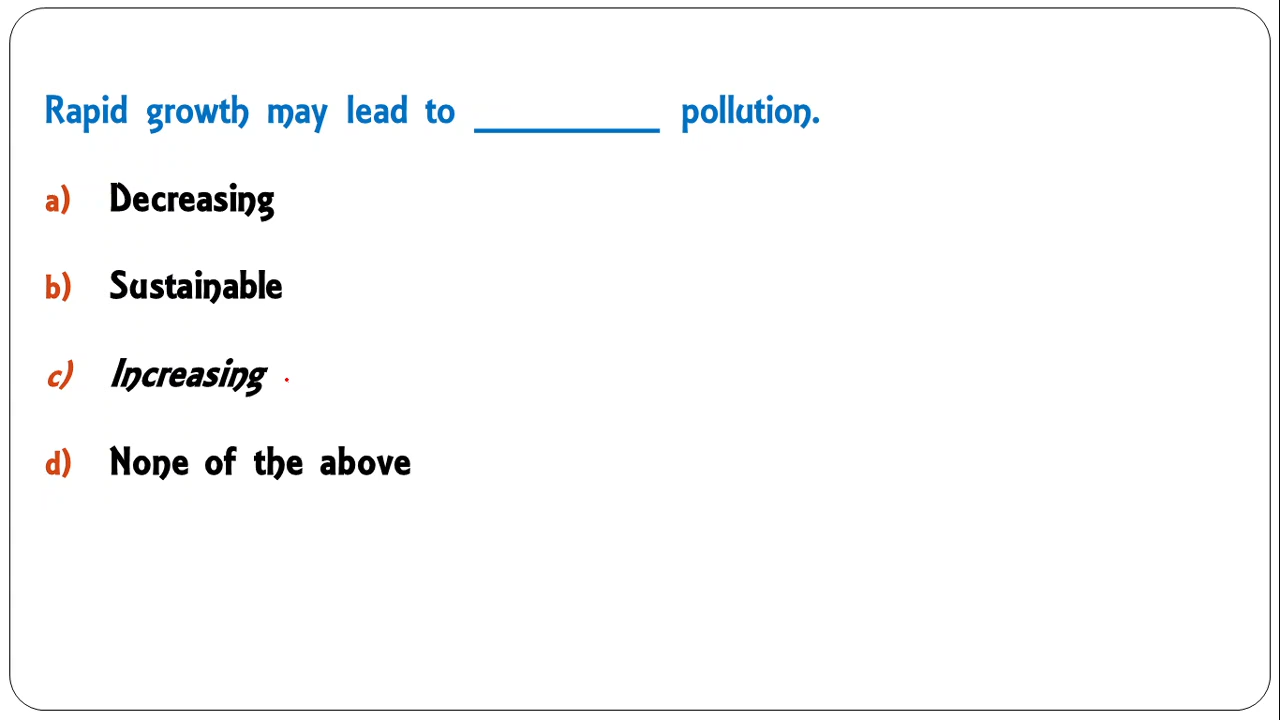 Rapid growth may lead to __________ pollution.
a) Decreasing
b) Sustainable
c) Increasing
d) None of the above